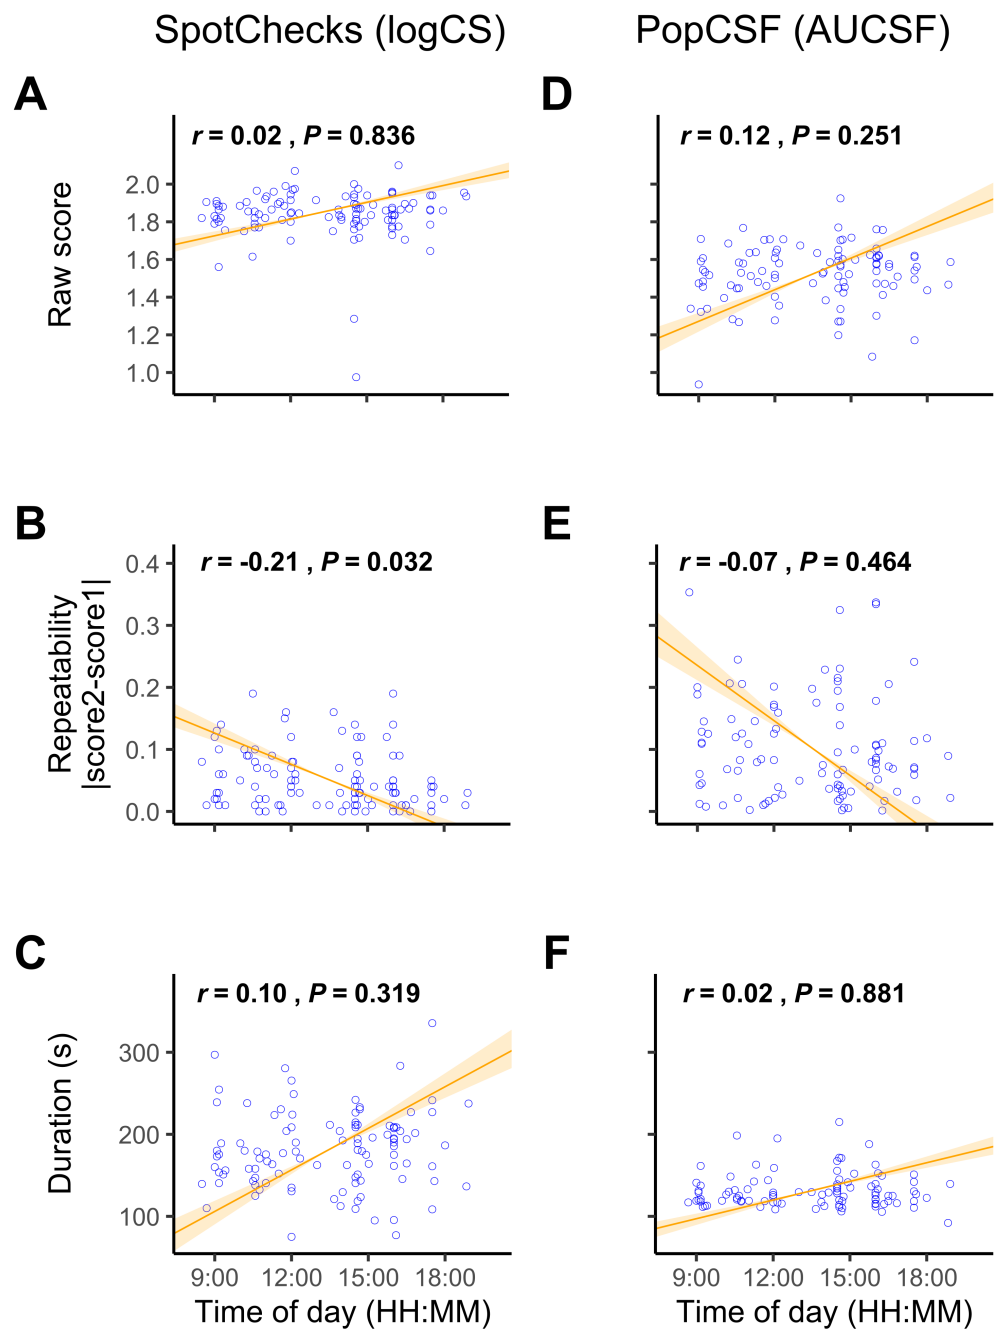 SpotChecks (logCS)
PopCSF (AUCSF)
A
D
r = 0.02 , P = 0.836
r = 0.12 , P = 0.251
Raw score
2.0
1.8
1.6
1.4
1.2
1.0
B
E
r = -0.21 , P = 0.032
r = -0.07 , P = 0.464
Repeatability
|score2-score1|
0.4
0.3
0.2
0.1
0.0
C
F
r = 0.10 , P = 0.319
r = 0.02 , P = 0.881
Duration (s)
300
200
100
9:00 12:00 15:00 18:00
9:00 12:00 15:00 18:00
Time of day (HH:MM)
Time of day (HH:MM)